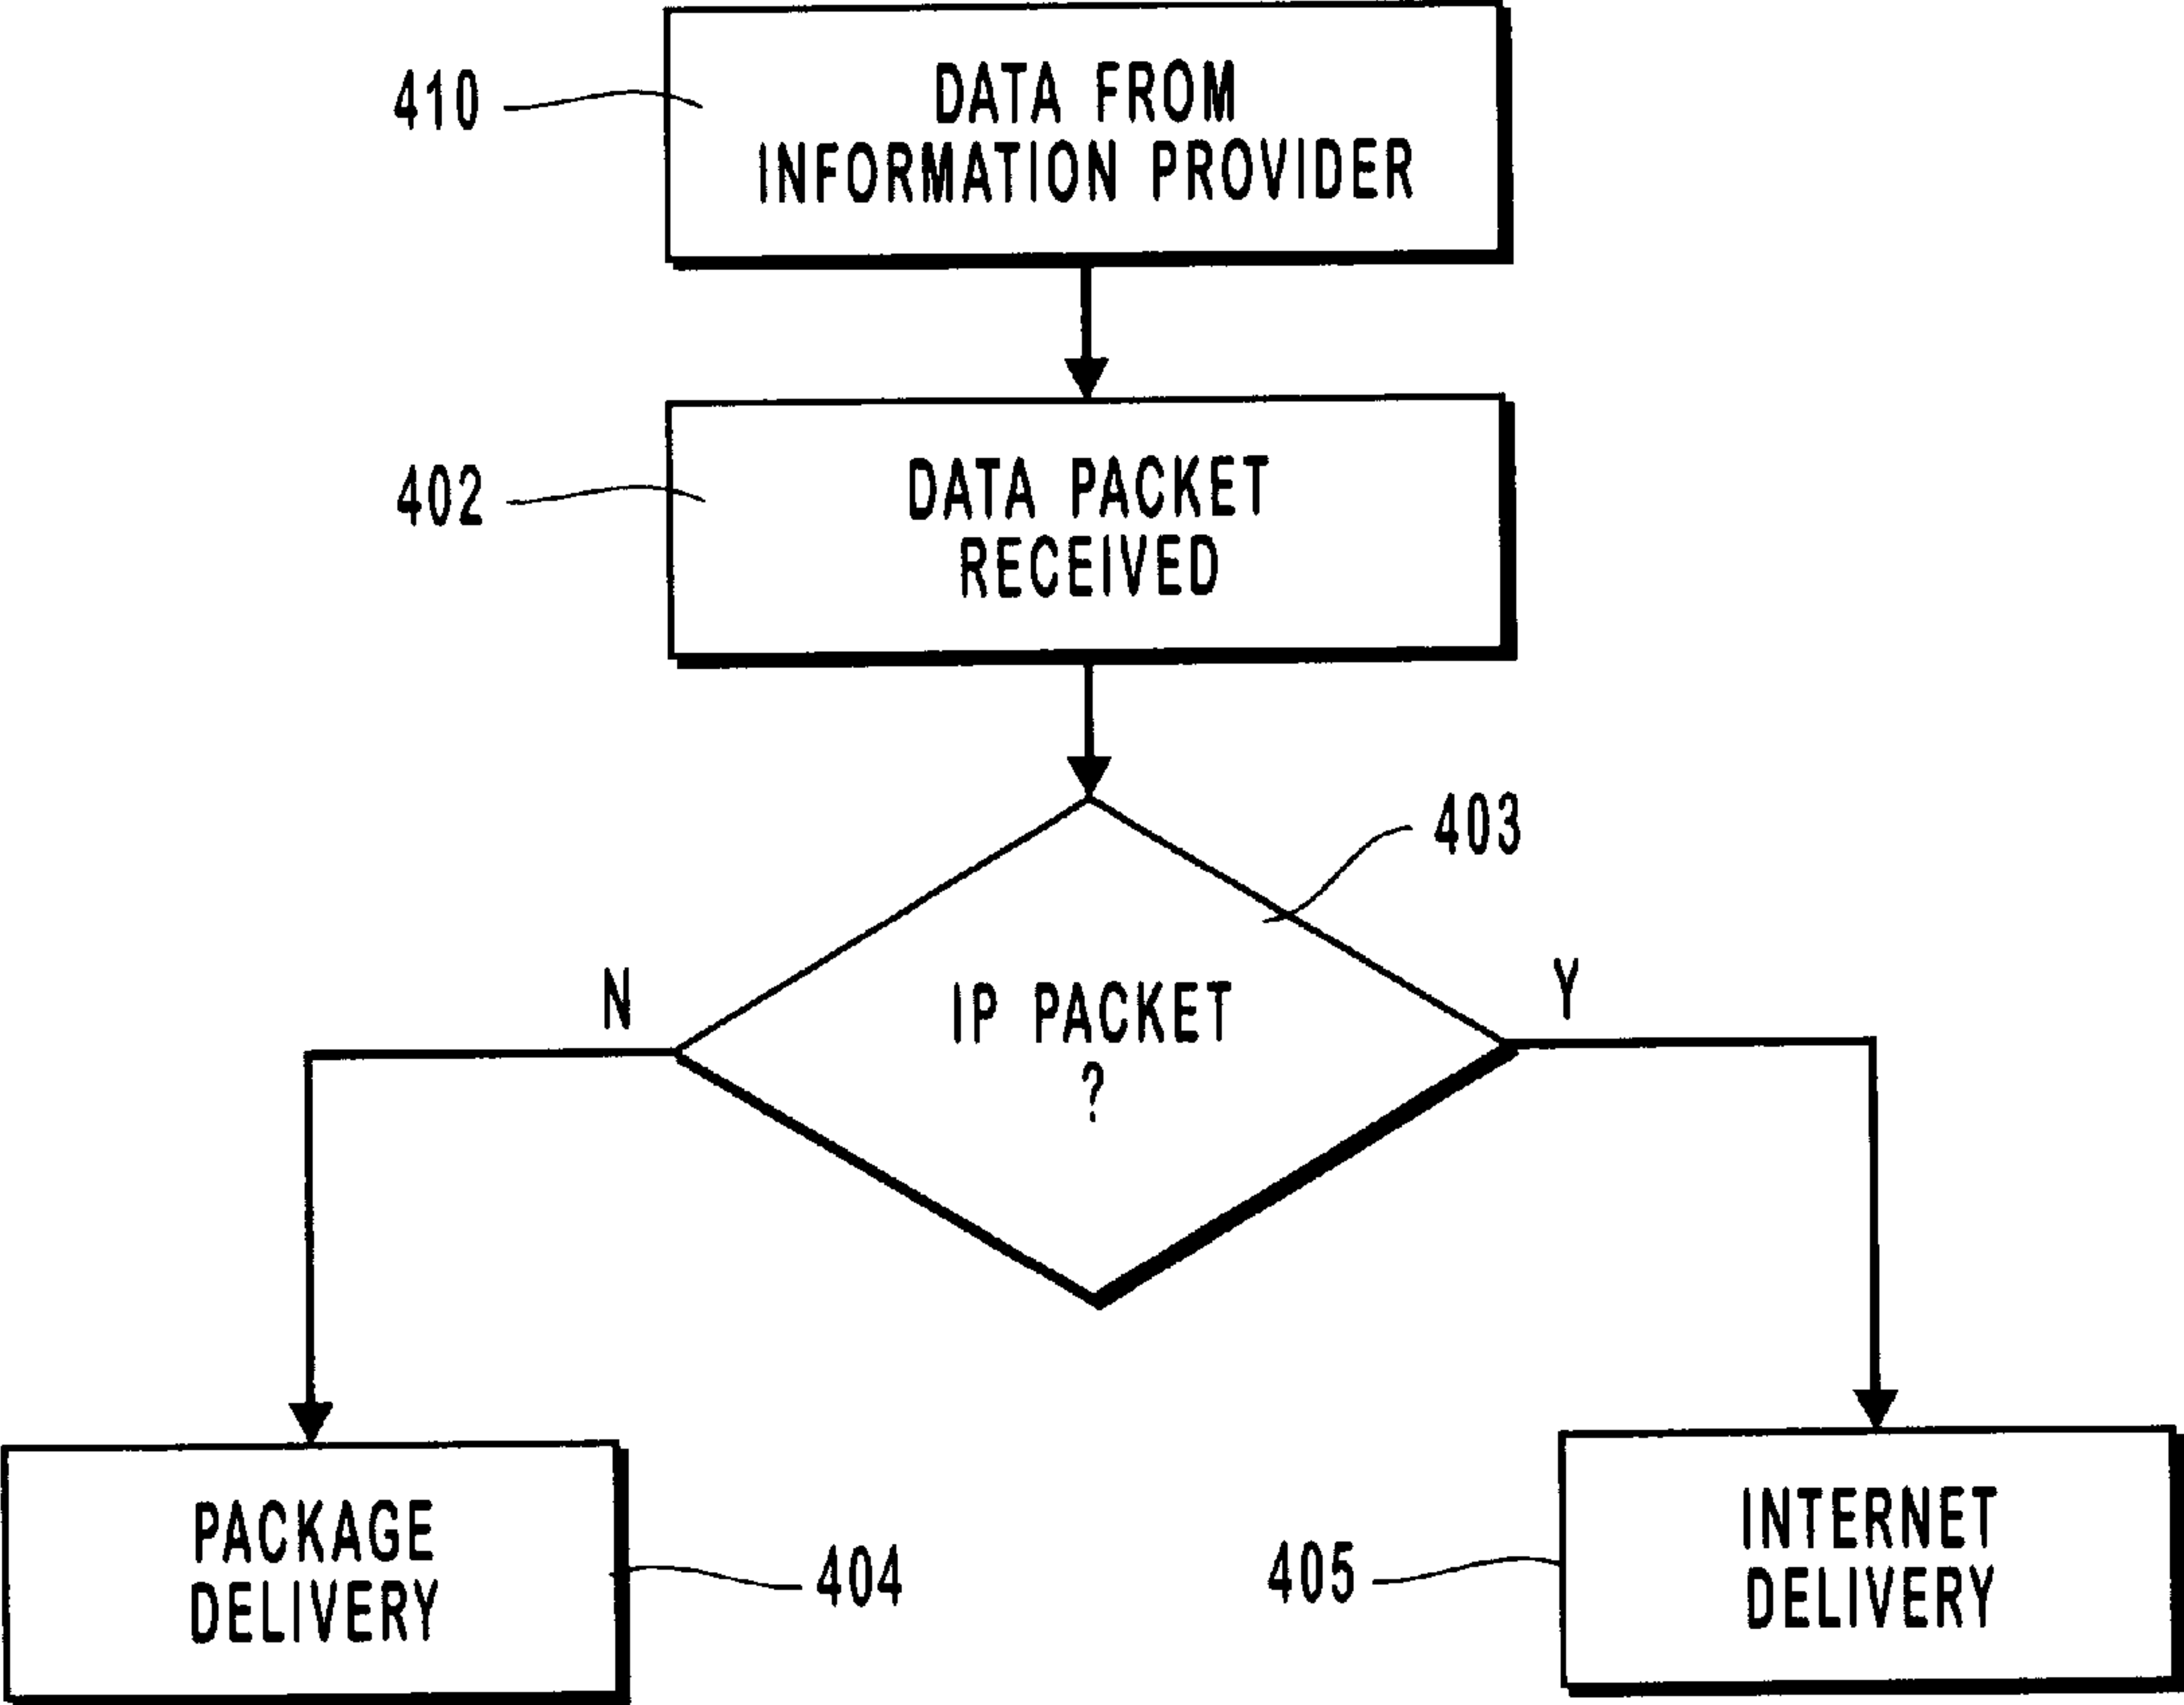 410
DATA FROM
INFORMATION PROVIDER
402
DATA PACKET
RECEIVED
403
N
IP PACKET
?
Y
PACKAGE
DELIVERY
404
405
INTERNET
DELIVERY